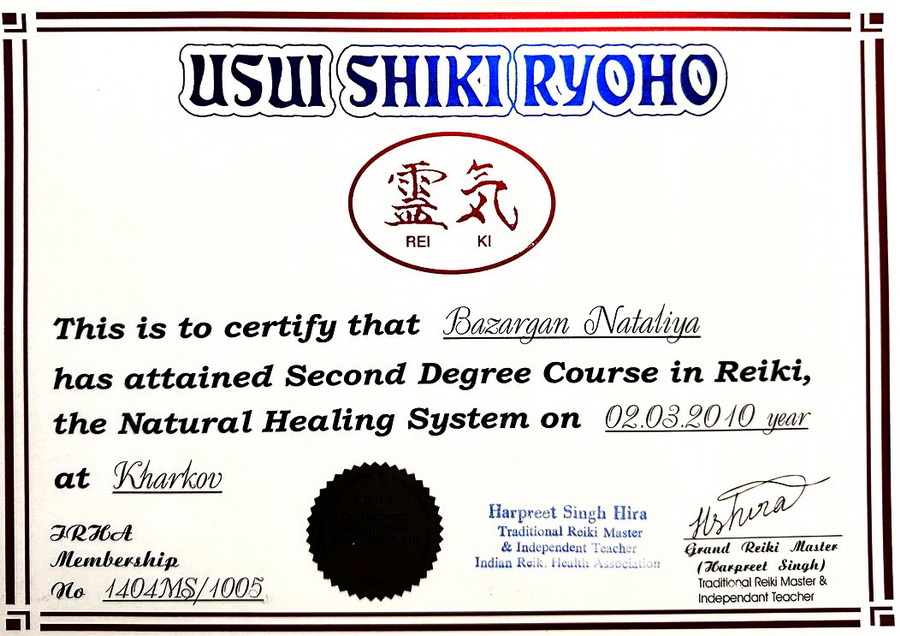 USUI SHIKI RYOHO
靈気
REI KI
This is to certify that Bazargan Nataliya
has attained Second Degree Course in Reiki,
the Natural Healing System on 02.03.2010 year
at Kharkov
IRHA
Membership
No 1404MS/1005
Harpreet Singh Hira
Traditional Reiki Master
& Independent Teacher
Indian Reik. Health Association
HsHira
Grand Reiki Master
(Harpreet Singh)
Traditional Reiki Master &
Independant Teacher